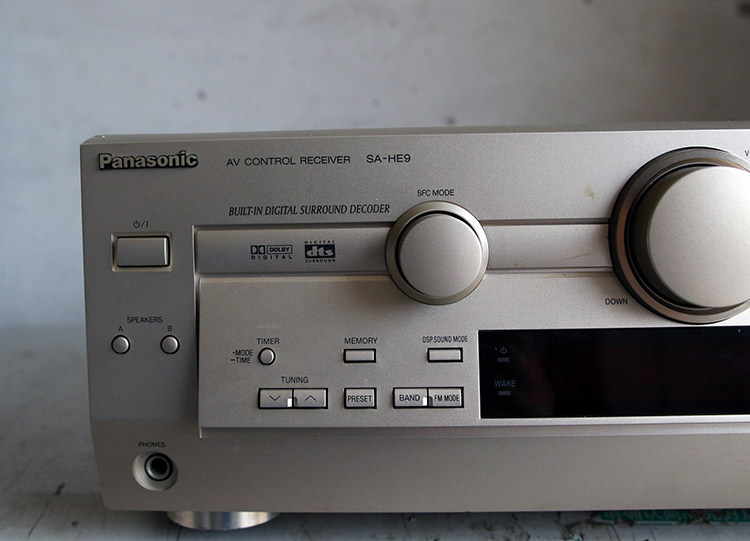 Panasonic
AV CONTROL RECEIVER SA-HE9
SFC MODE
BUILT-IN DIGITAL SURROUND DECODER
⏻/I
DOLBY
DIGITAL
DIGITAL
dts
SURROUND
DOWN
SPEAKERS
A B
TIMER
-MODE
-TIME
MEMORY
DSP SOUND MODE
TUNING
PRESET
BAND
FM MODE
WAKE
PHONES